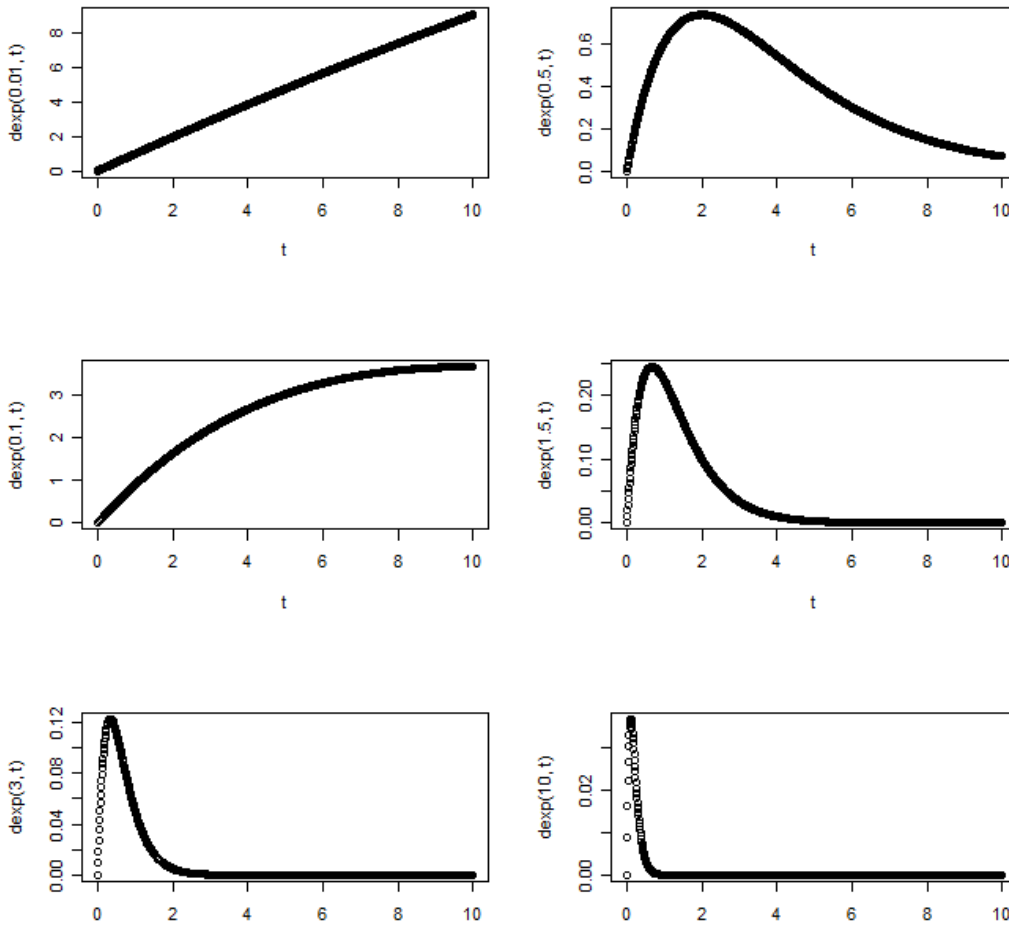 dexp(0.01, t)
0 2 4 6 8
0 2 4 6 8 10
t
dexp(0.5, t)
0.0 0.2 0.4 0.6
0 2 4 6 8 10
t
dexp(0.1, t)
0 1 2 3
0 2 4 6 8 10
t
dexp(1.5, t)
0.00 0.10 0.20
0 2 4 6 8 10
t
dexp(3, t)
0.00 0.04 0.08 0.12
0 2 4 6 8 10
dexp(10, t)
0.00 0.02
0 2 4 6 8 10